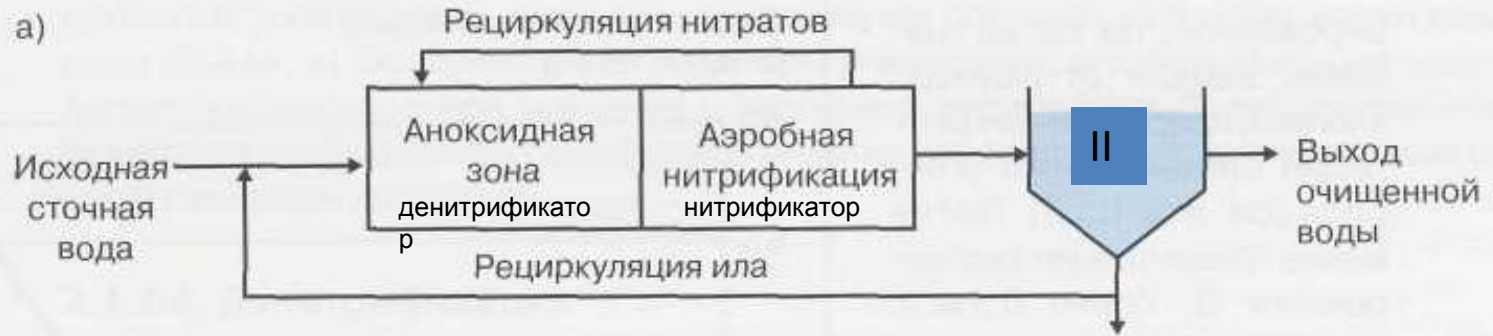 а)
Рециркуляция нитратов
Исходная
сточная
вода
Аноксидная
зона
денитрификато
р
Аэробная
нитрификация
нитрификатор
II
Выход
очищенной
воды
Рециркуляция ила